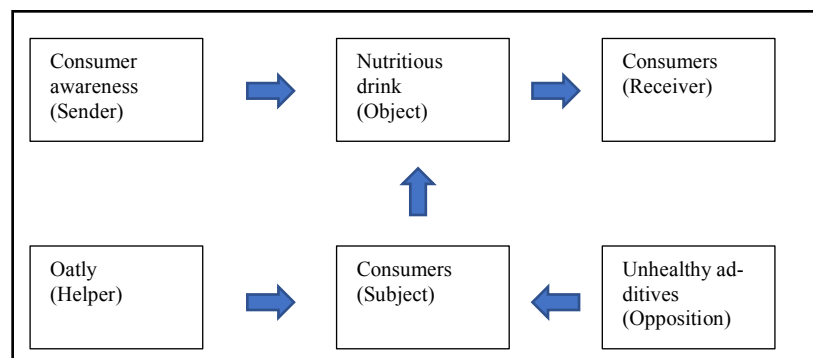 Consumer
awareness
(Sender)
Nutritious
drink
(Object)
Consumers
(Receiver)
Oatly
(Helper)
Consumers
(Subject)
Unhealthy ad-
ditives
(Opposition)